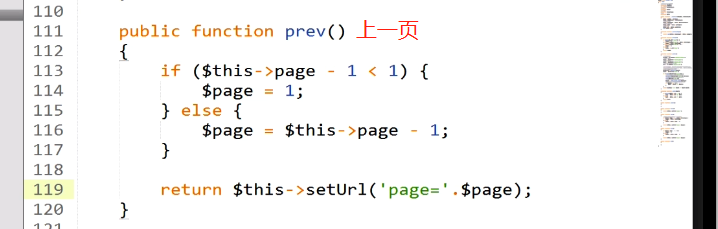 110
111 public function prev() 上一页
112 {
113 if ($this->page - 1 < 1) {
114 $page = 1;
115 } else {
116 $page = $this->page - 1;
117 }
118
119 return $this->setUrl('page='.$page);
120 }
121